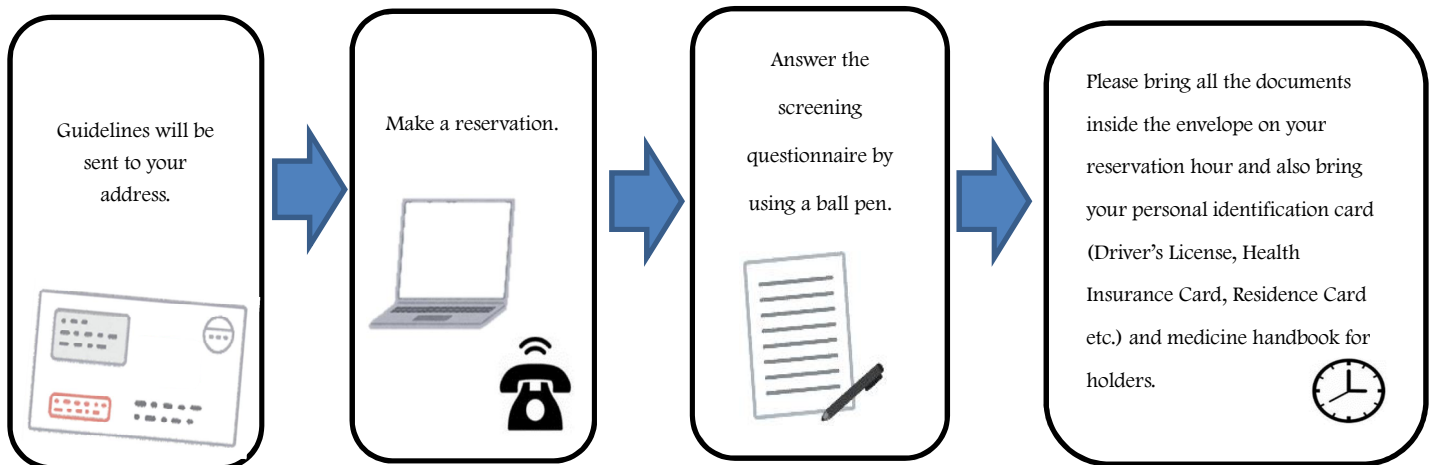 Guidelines will be
sent to your
address.
Make a reservation.
Answer the
screening
questionnaire by
using a ball pen.
Please bring all the documents
inside the envelope on your
reservation hour and also bring
your personal identification card
(Driver’s License, Health
Insurance Card, Residence Card
etc.) and medicine handbook for
holders.